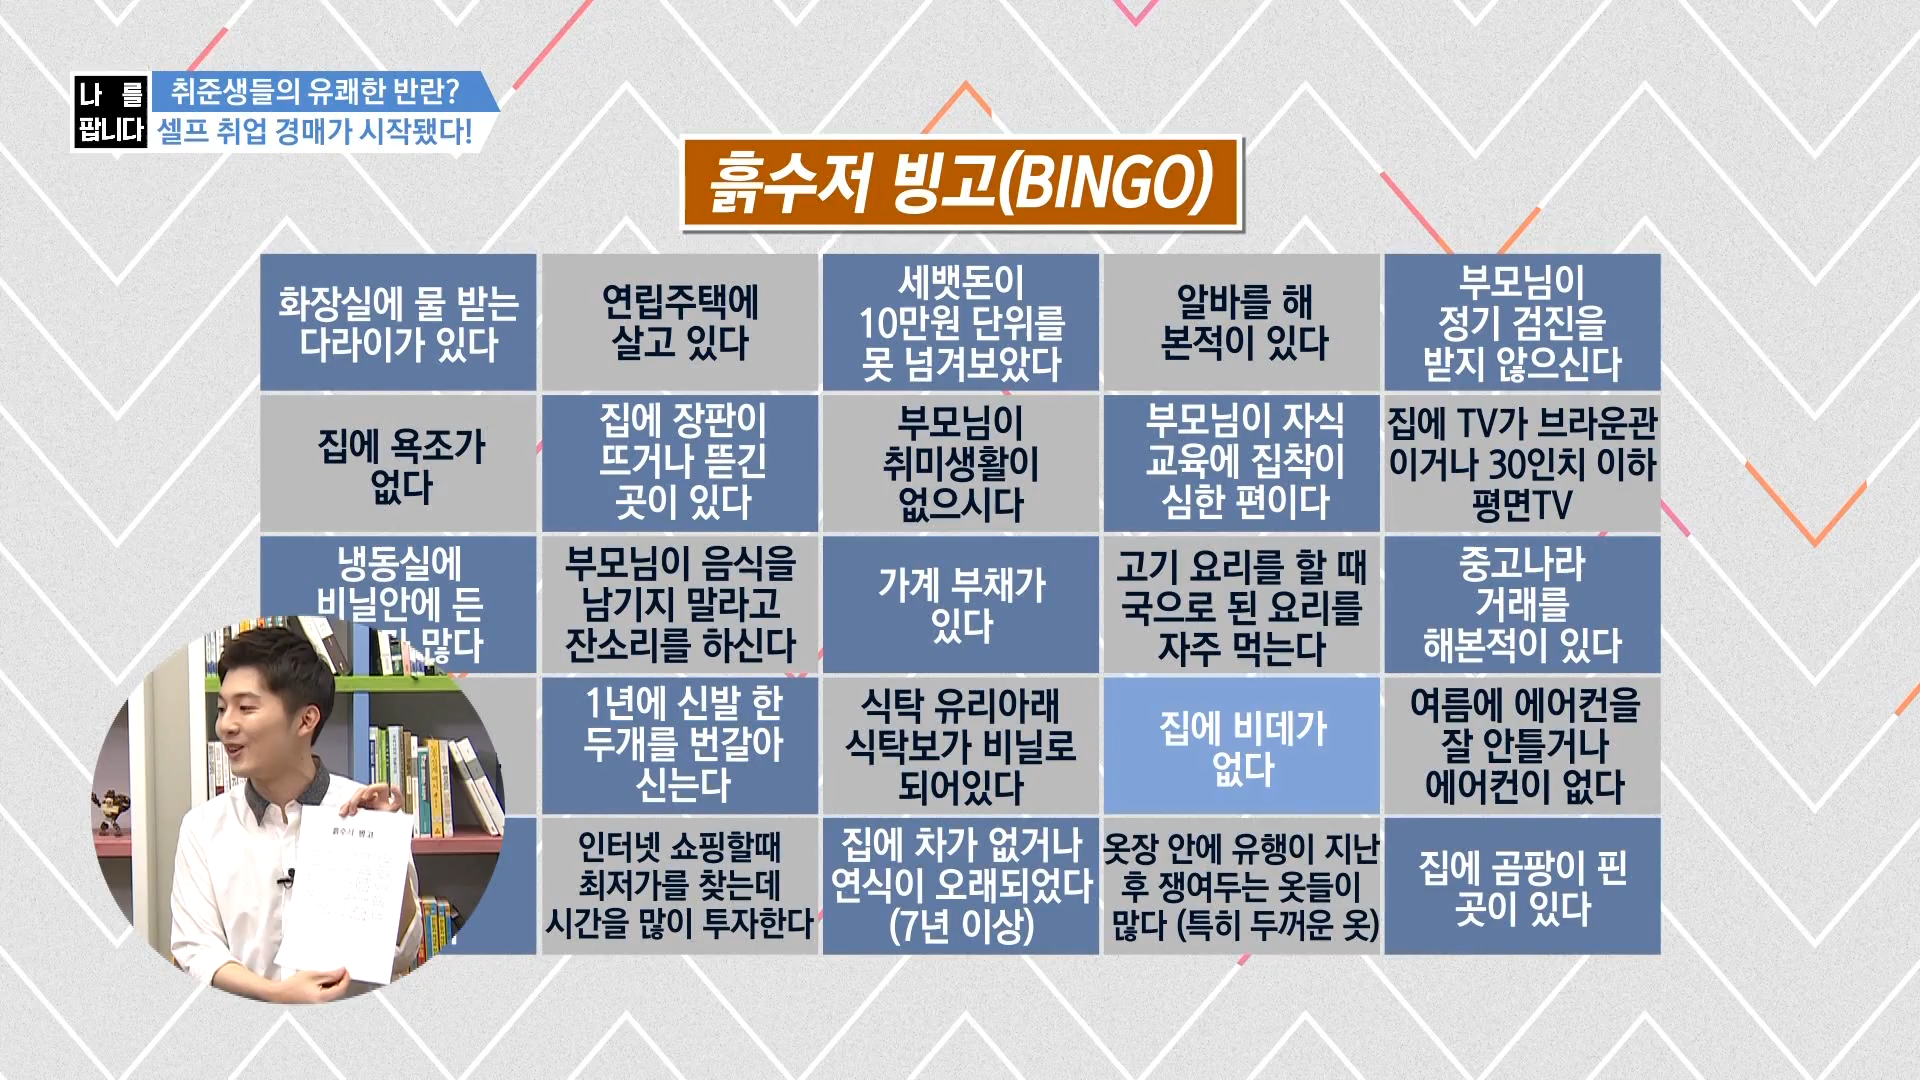 나 를
팝니다
취준생들의 유쾌한 반란?
셀프 취업 경매가 시작됐다!
흙수저 빙고(BINGO)
화장실에 물 받는
다라이가 있다
연립주택에
살고 있다
세뱃돈이
10만원 단위를
못 넘겨보았다
알바를 해
본적이 있다
부모님이
정기 검진을
받지 않으신다
집에 욕조가
없다
집에 장판이
뜨거나 뜯긴
곳이 있다
부모님이
취미생활이
없으시다
부모님이 자식
교육에 집착이
심한 편이다
집에 TV가 브라운관
이거나 30인치 이하
평면TV
냉동실에
비닐안에 든
많다
부모님이 음식을
남기지 말라고
잔소리를 하신다
가계 부채가
있다
고기 요리를 할 때
국으로 된 요리를
자주 먹는다
중고나라
거래를
해본적이 있다
1년에 신발 한
두개를 번갈아
신는다
식탁 유리아래
식탁보가 비닐로
되어있다
집에 비데가
없다
여름에 에어컨을
잘 안틀거나
에어컨이 없다
인터넷 쇼핑할때
최저가를 찾는데
시간을 많이 투자한다
집에 차가 없거나
연식이 오래되었다
(7년 이상)
옷장 안에 유행이 지난
후 쟁여두는 옷들이
많다 (특히 두꺼운 옷)
집에 곰팡이 핀
곳이 있다
흙수저 빙고